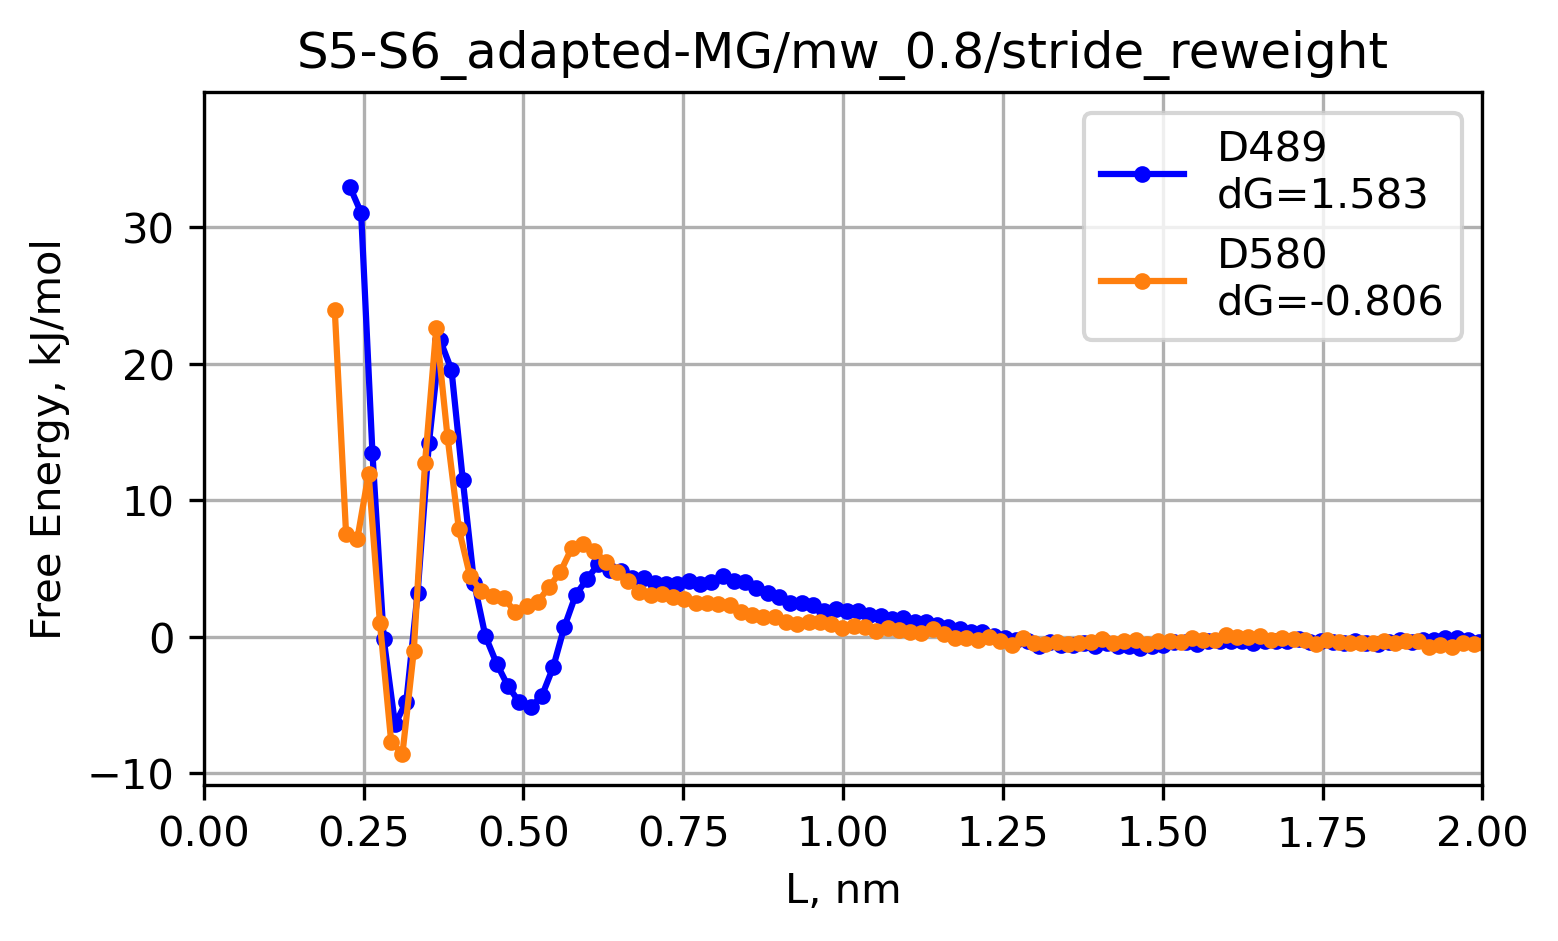 S5-S6_adapted-MG/mw_0.8/stride_reweight
D489
dG=1.583
D580
dG=-0.806
Free Energy, kJ/mol
30
20
10
0
−10
0.00 0.25 0.50 0.75 1.00 1.25 1.50 1.75 2.00
L, nm